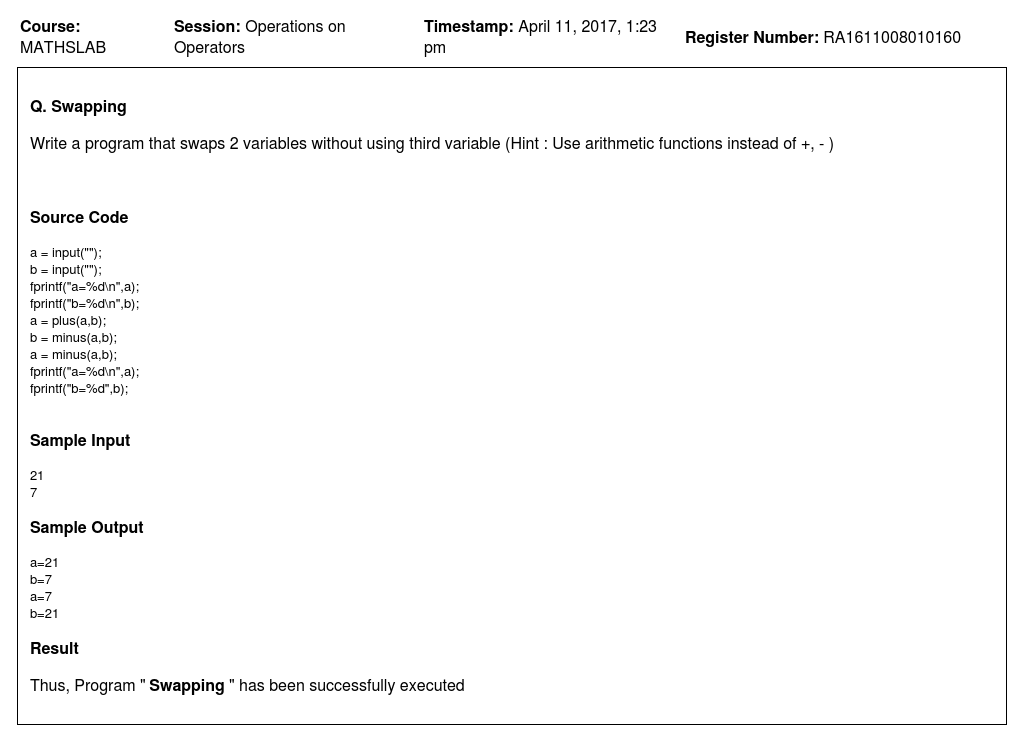 Course: MATHSLAB
Session: Operations on Operators
Timestamp: April 11, 2017, 1:23 pm
Register Number: RA1611008010160
Q. Swapping
Write a program that swaps 2 variables without using third variable (Hint : Use arithmetic functions instead of +, - )
Source Code
a = input("");
b = input("");
fprintf("a=%d\n",a);
fprintf("b=%d\n",b);
a = plus(a,b);
b = minus(a,b);
a = minus(a,b);
fprintf("a=%d\n",a);
fprintf("b=%d",b);
Sample Input
21
7
Sample Output
a=21
b=7
a=7
b=21
Result
Thus, Program " Swapping " has been successfully executed